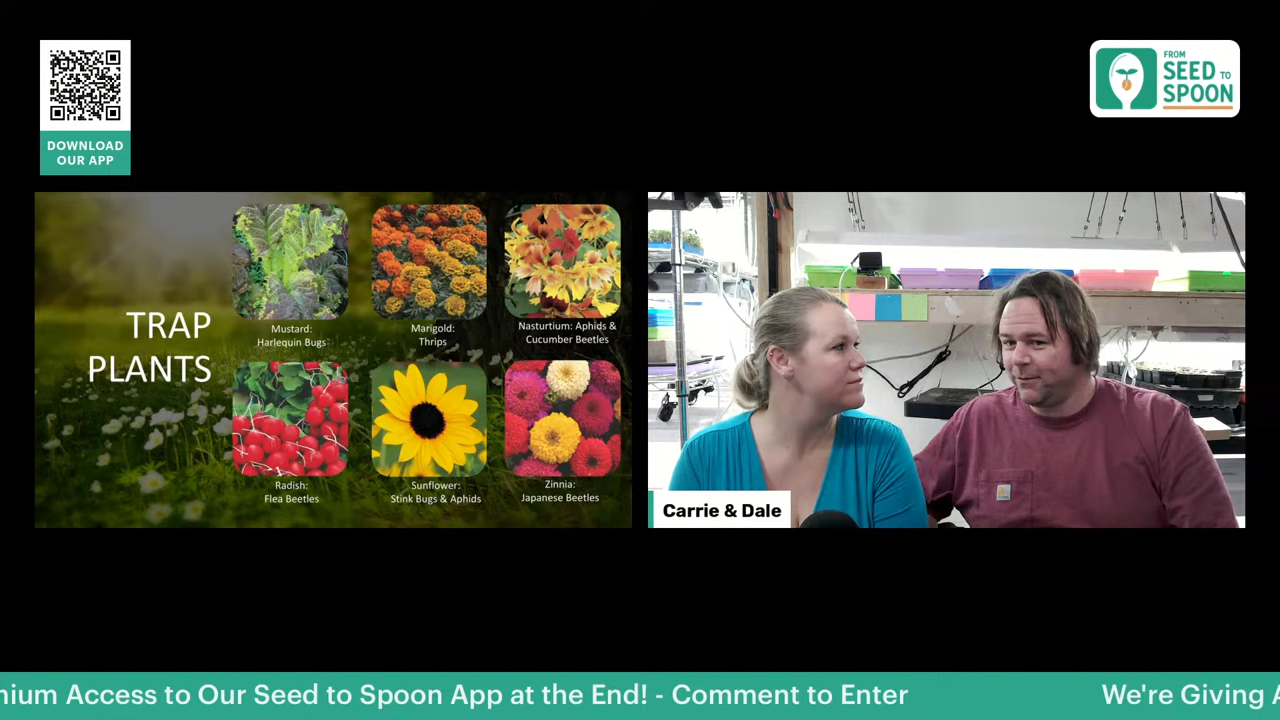 DOWNLOAD
OUR APP
FROM
SEED TO
SPOON
TRAP
PLANTS
Mustard:
Harlequin Bugs
Marigold:
Thrips
Nasturtium: Aphids &
Cucumber Beetles
Radish:
Flea Beetles
Sunflower:
Stink Bugs & Aphids
Zinnia:
Japanese Beetles
Carrie & Dale
nium Access to Our Seed to Spoon App at the End! - Comment to Enter
We're Giving A